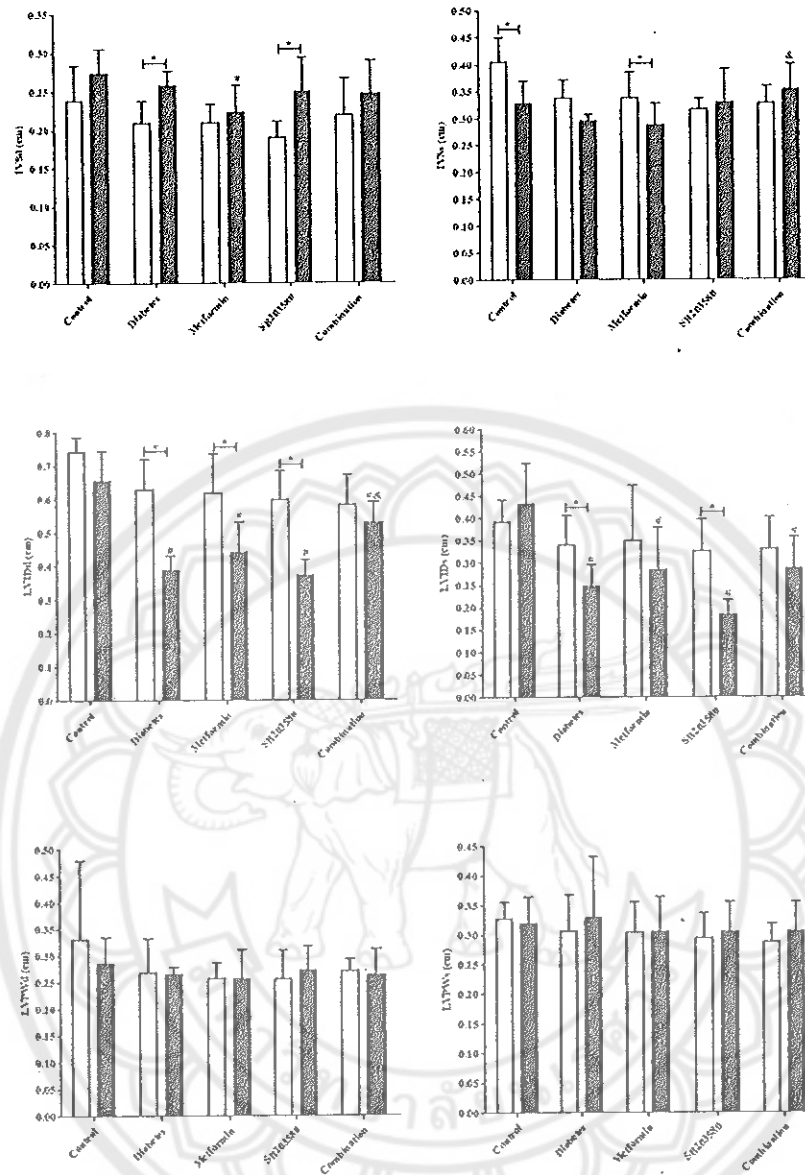 0.35
0.30
0.25
0.20
0.15
0.10
0.05
0.00
IVSd (cm)
* * #
Control
Diabetes
Metformin
SB203580
Combination
0.50
0.45
0.40
0.35
0.30
0.25
0.20
0.15
0.10
0.05
0.00
IVSs (cm)
* * &
Control
Diabetes
Metformin
SB203580
Combination
0.8
0.7
0.6
0.5
0.4
0.3
0.2
0.1
0.0
LVIDd (cm)
* * *
# # # #,&
Control
Diabetes
Metformin
SB203580
Combination
0.60
0.55
0.50
0.45
0.40
0.35
0.30
0.25
0.20
0.15
0.10
0.05
0.00
LVIDs (cm)
* *
Control
Diabetes
Metformin
SB203580
Combination
0.50
0.45
0.40
0.35
0.30
0.25
0.20
0.15
0.10
0.05
0.00
LVPWd (cm)
Control
Diabetes
Metformin
SB203580
Combination
0.45
0.40
0.35
0.30
0.25
0.20
0.15
0.10
0.05
0.00
LVPWs (cm)
Control
Diabetes
Metformin
SB203580
Combination